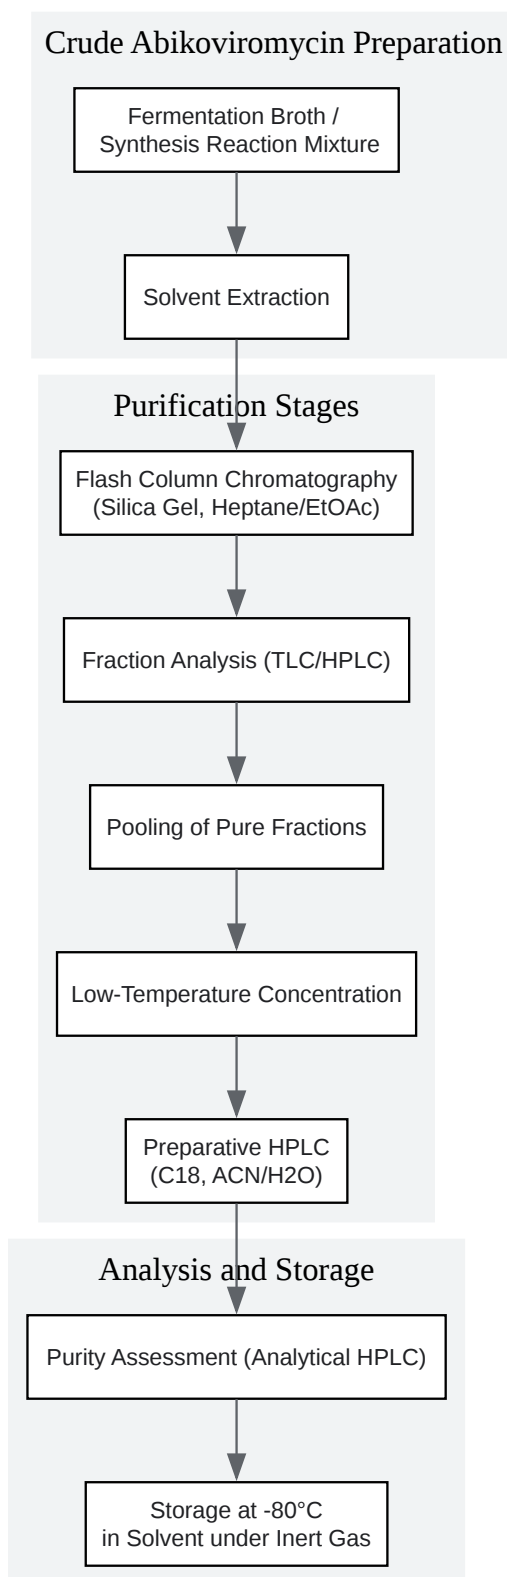 Crude Abikoviromycin Preparation
Fermentation Broth /
Synthesis Reaction Mixture
Solvent Extraction
Purification Stages
Flash Column Chromatography
(Silica Gel, Heptane/EtOAc)
Fraction Analysis (TLC/HPLC)
Pooling of Pure Fractions
Low-Temperature Concentration
Preparative HPLC
(C18, ACN/H2O)
Analysis and Storage
Purity Assessment (Analytical HPLC)
Storage at -80°C
in Solvent under Inert Gas